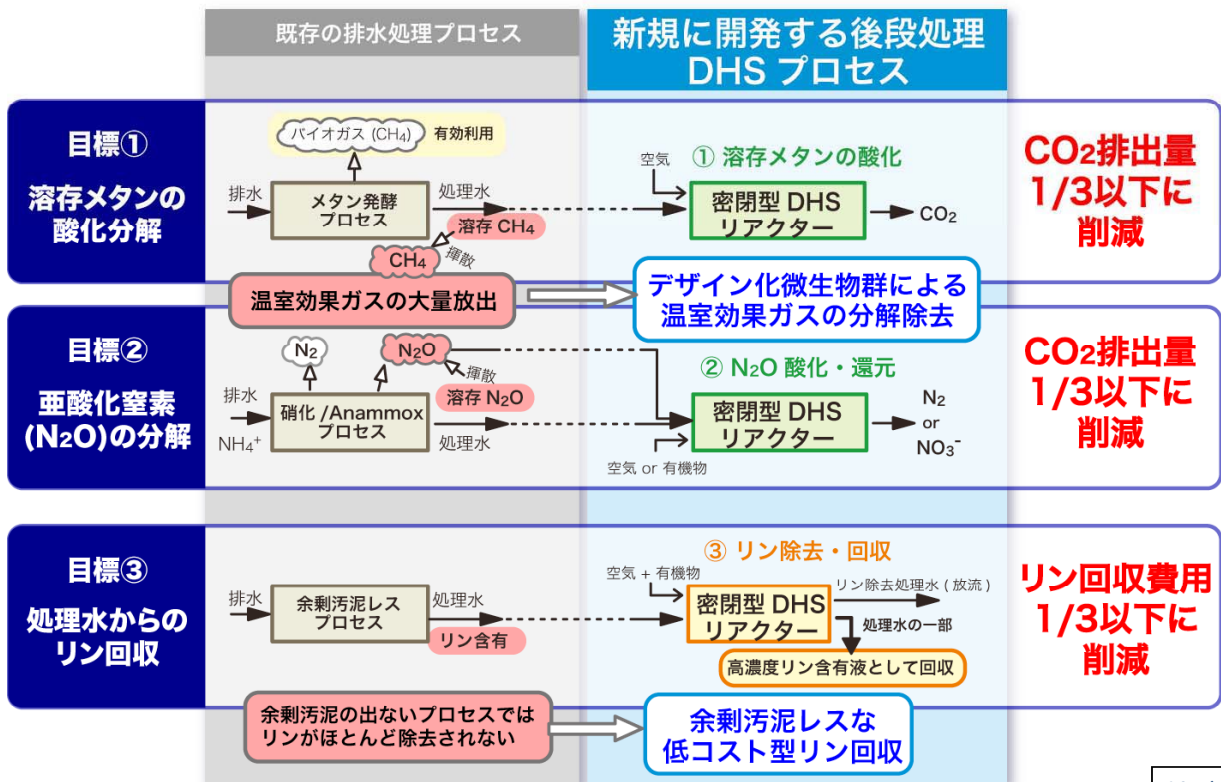 既存の排水処理プロセス
新規に開発する後段処理
DHS プロセス
目標①
溶存メタンの
酸化分解
バイオガス (CH₄)
有効利用
排水
メタン発酵
プロセス
処理水
溶存 CH₄
揮散
CH₄
空気
① 溶存メタンの酸化
密閉型 DHS
リアクター
CO₂
CO₂排出量
1/3以下に
削減
温室効果ガスの大量放出
デザイン化微生物群による
温室効果ガスの分解除去
目標②
亜酸化窒素
(N₂O)の分解
N₂
N₂O
揮散
溶存 N₂O
排水
NH₄⁺
硝化 /Anammox
プロセス
処理水
② N₂O 酸化・還元
密閉型 DHS
リアクター
空気 or 有機物
N₂
or
NO₃⁻
CO₂排出量
1/3以下に
削減
目標③
処理水からの
リン回収
排水
余剰汚泥レス
プロセス
処理水
リン含有
③ リン除去・回収
空気 + 有機物
密閉型 DHS
リアクター
リン除去処理水 ( 放流 )
処理水の一部
高濃度リン含有液として回収
リン回収費用
1/3以下に
削減
余剰汚泥の出ないプロセスでは
リンがほとんど除去されない
余剰汚泥レスな
低コスト型リン回収